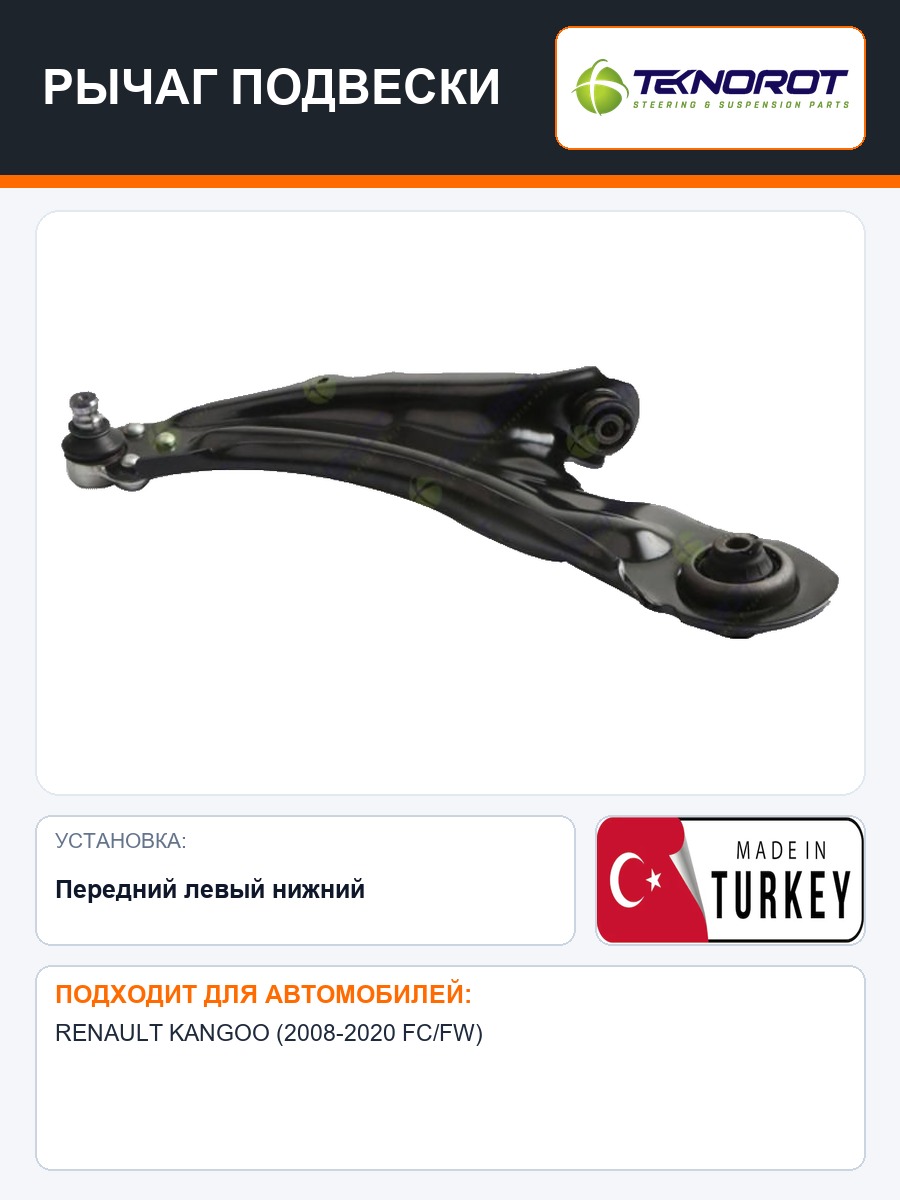 РЫЧАГ ПОДВЕСКИ
TEKNOROT
STEERING & SUSPENSION PARTS
УСТАНОВКА:
Передний левый нижний
MADE IN
TURKEY
ПОДХОДИТ ДЛЯ АВТОМОБИЛЕЙ:
RENAULT KANGOO (2008-2020 FC/FW)